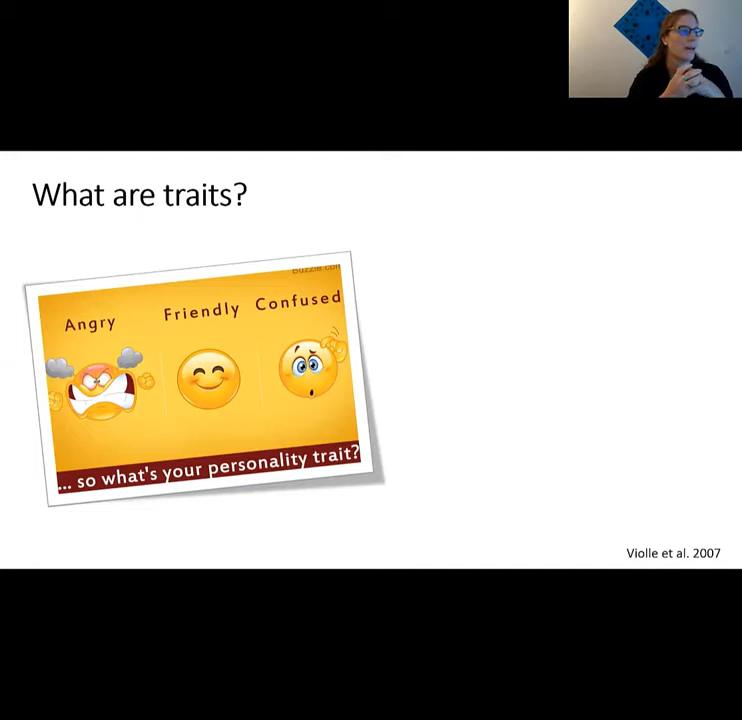 What are traits?
Buzzle.com
Angry Friendly Confused
... so what's your personality trait?
Violle et al. 2007